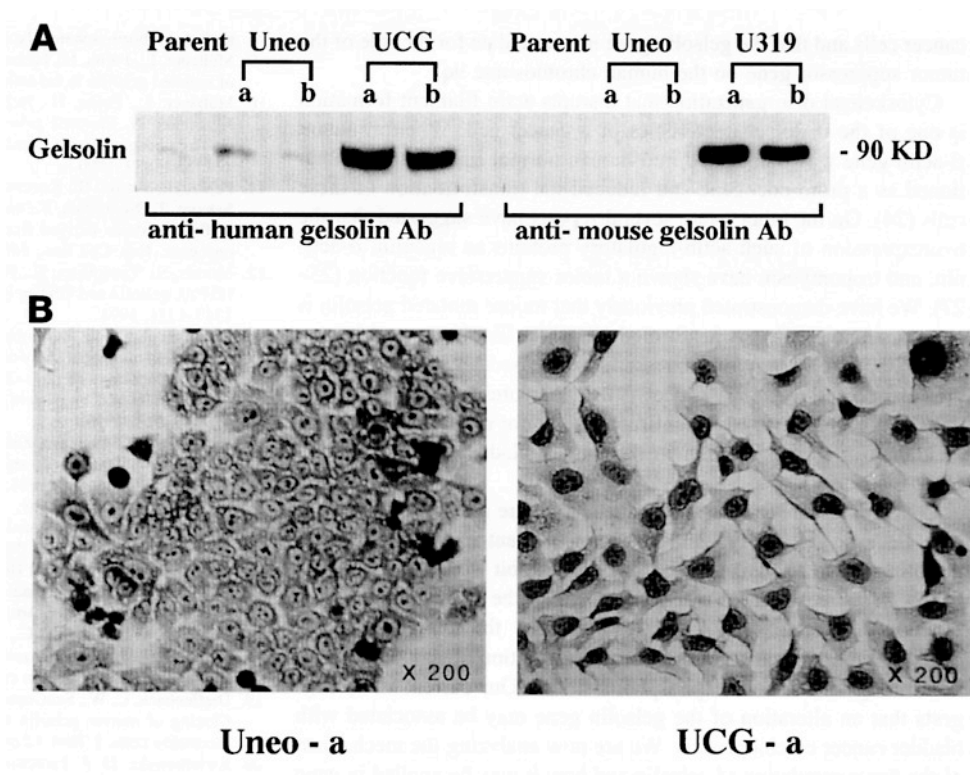 A
Parent Uneo UCG Parent Uneo U319
a b a b a b a b
Gelsolin - 90 KD
anti- human gelsolin Ab anti- mouse gelsolin Ab
B
X 200 X 200
Uneo - a UCG - a